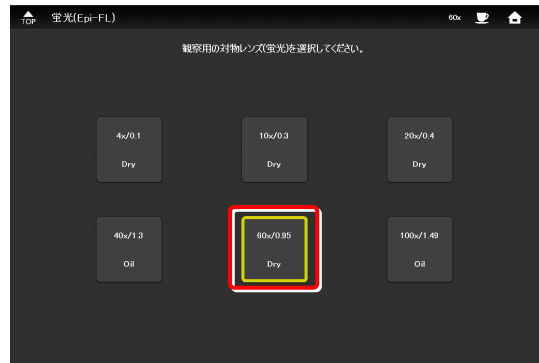 TOP 蛍光(Epi-FL) 60x
観察用の対物レンズ(蛍光)を選択してください。
4x/0.1 10x/0.3 20x/0.4
Dry Dry Dry
40x/1.3 60x/0.95 100x/1.49
Oil Dry Oil